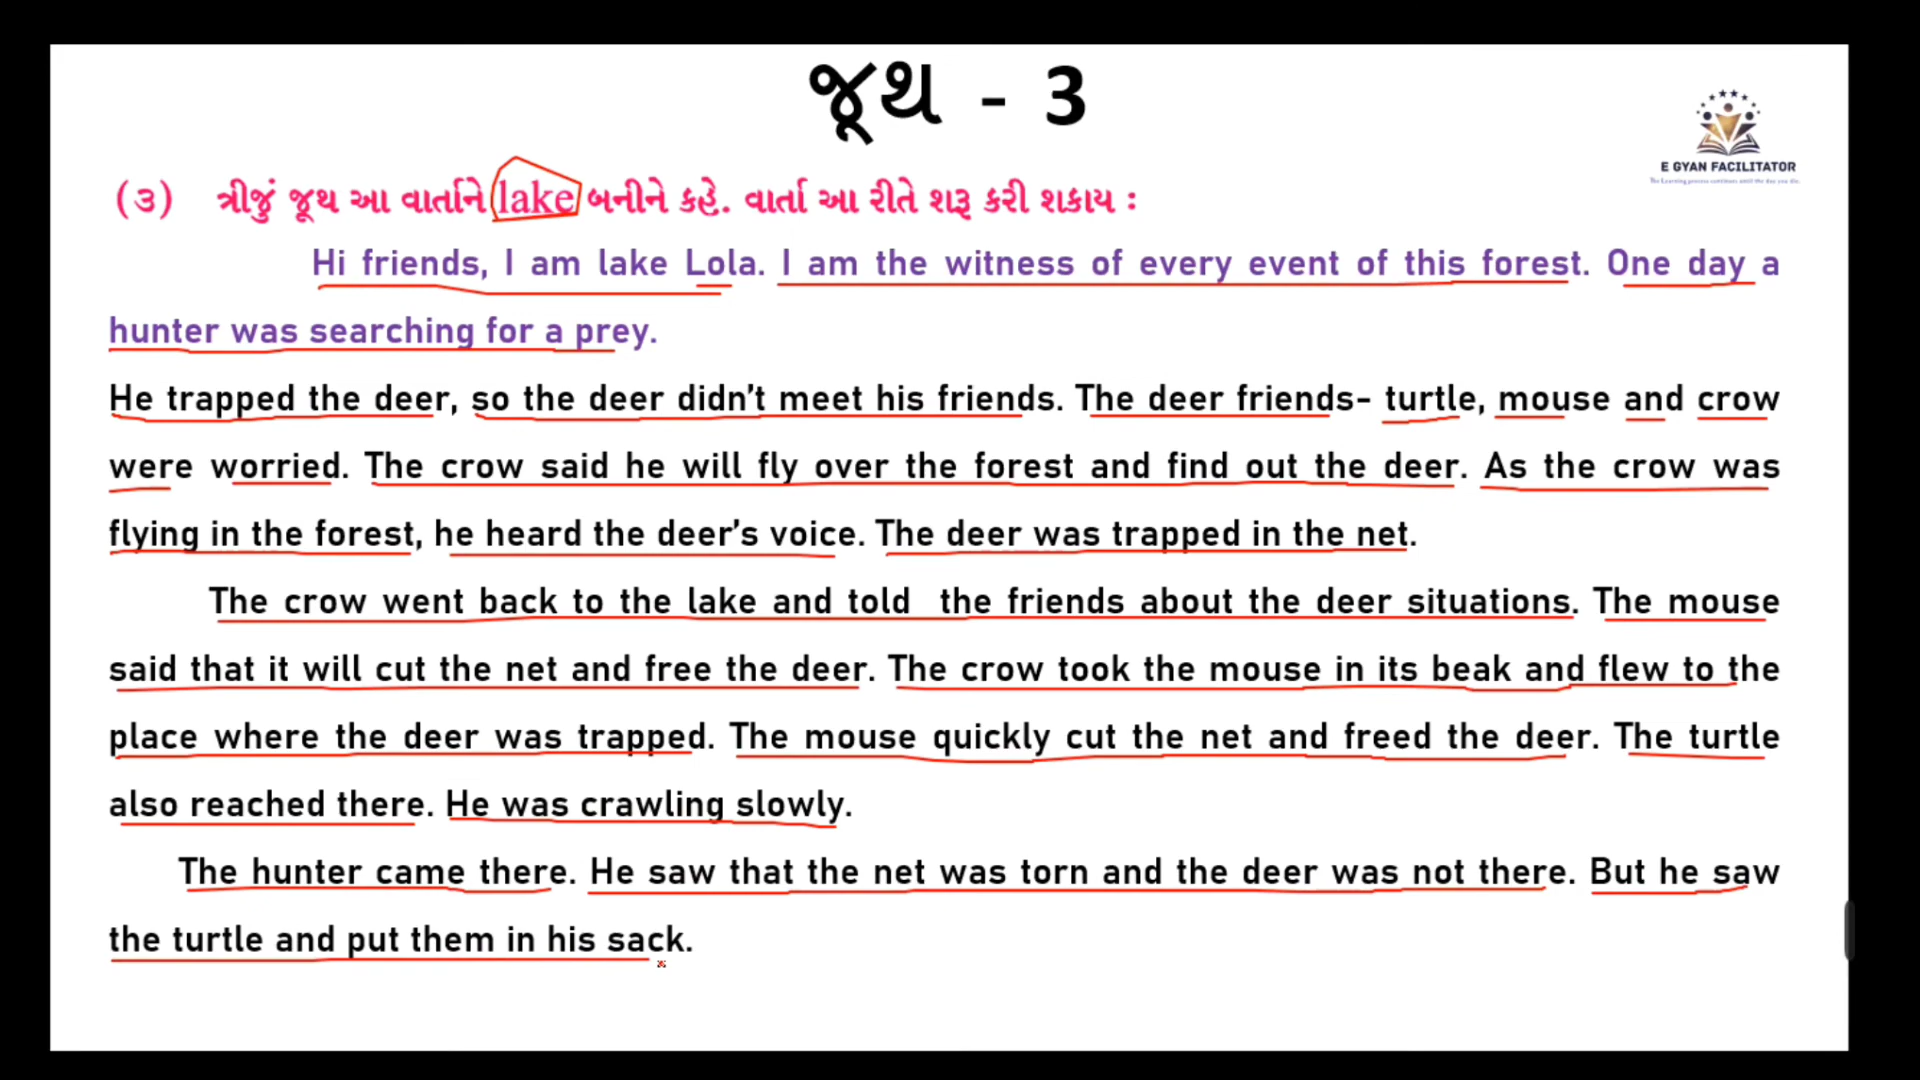 જૂથ - 3
E GYAN FACILITATOR
The Learning process continues until the day you die.
(૩) ત્રીજું જૂથ આ વાર્તાને lake બનીને કહે. વાર્તા આ રીતે શરૂ કરી શકાય :
Hi friends, I am lake Lola. I am the witness of every event of this forest. One day a
hunter was searching for a prey.
He trapped the deer, so the deer didn't meet his friends. The deer friends- turtle, mouse and crow
were worried. The crow said he will fly over the forest and find out the deer. As the crow was
flying in the forest, he heard the deer's voice. The deer was trapped in the net.
The crow went back to the lake and told the friends about the deer situations. The mouse
said that it will cut the net and free the deer. The crow took the mouse in its beak and flew to the
place where the deer was trapped. The mouse quickly cut the net and freed the deer. The turtle
also reached there. He was crawling slowly.
The hunter came there. He saw that the net was torn and the deer was not there. But he saw
the turtle and put them in his sack.